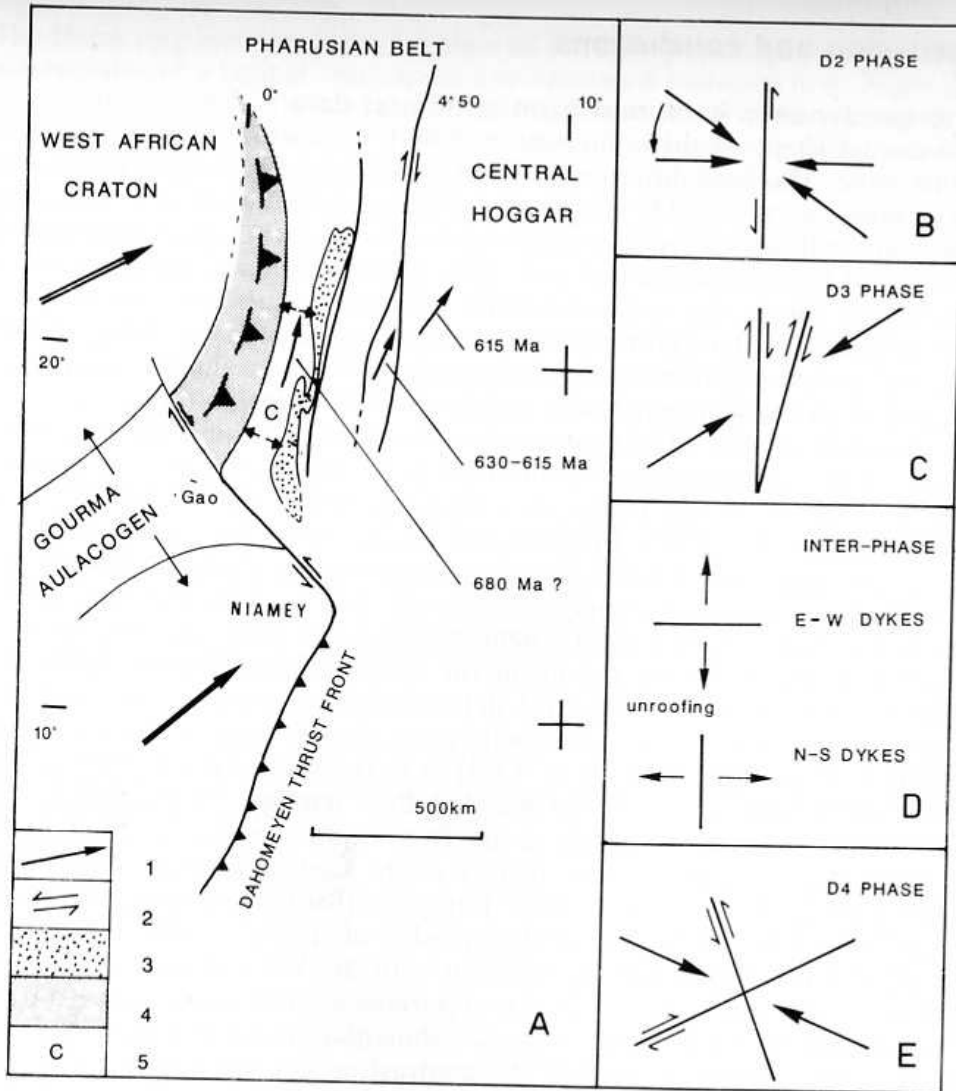 PHARUSIAN BELT
0°
4°50
10°
WEST AFRICAN
CRATON
CENTRAL
HOGGAR
20°
615 Ma
C
630-615 Ma
Gao
GOURMA
AULACOGEN
680 Ma ?
NIAMEY
10°
DAHOMEYEN THRUST FRONT
500km
1
2
3
4
C
5
A
D2 PHASE
B
D3 PHASE
C
INTER-PHASE
E-W DYKES
unroofing
N-S DYKES
D
D4 PHASE
E